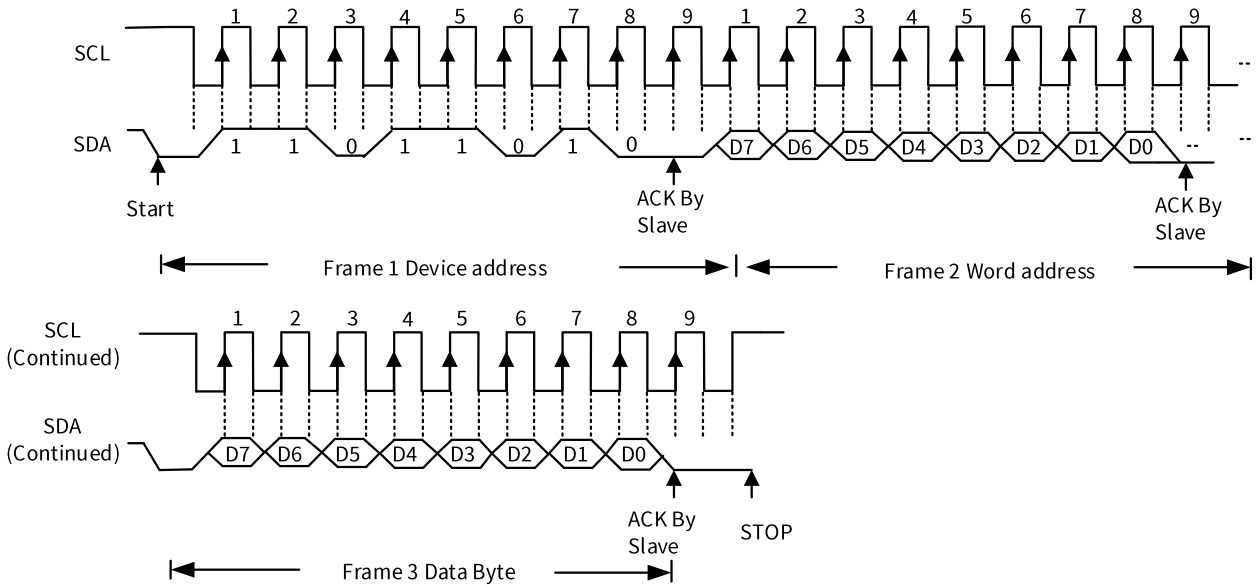 1 2 3 4 5 6 7 8 9 1 2 3 4 5 6 7 8 9
SCL
--
SDA
1 1 0 1 1 0 1 0 D7 D6 D5 D4 D3 D2 D1 D0 -- --
Start
ACK By
Slave
ACK By
Slave
Frame 1 Device address
Frame 2 Word address
1 2 3 4 5 6 7 8 9
SCL
(Continued)
SDA
(Continued)
D7 D6 D5 D4 D3 D2 D1 D0
ACK By
Slave
STOP
Frame 3 Data Byte